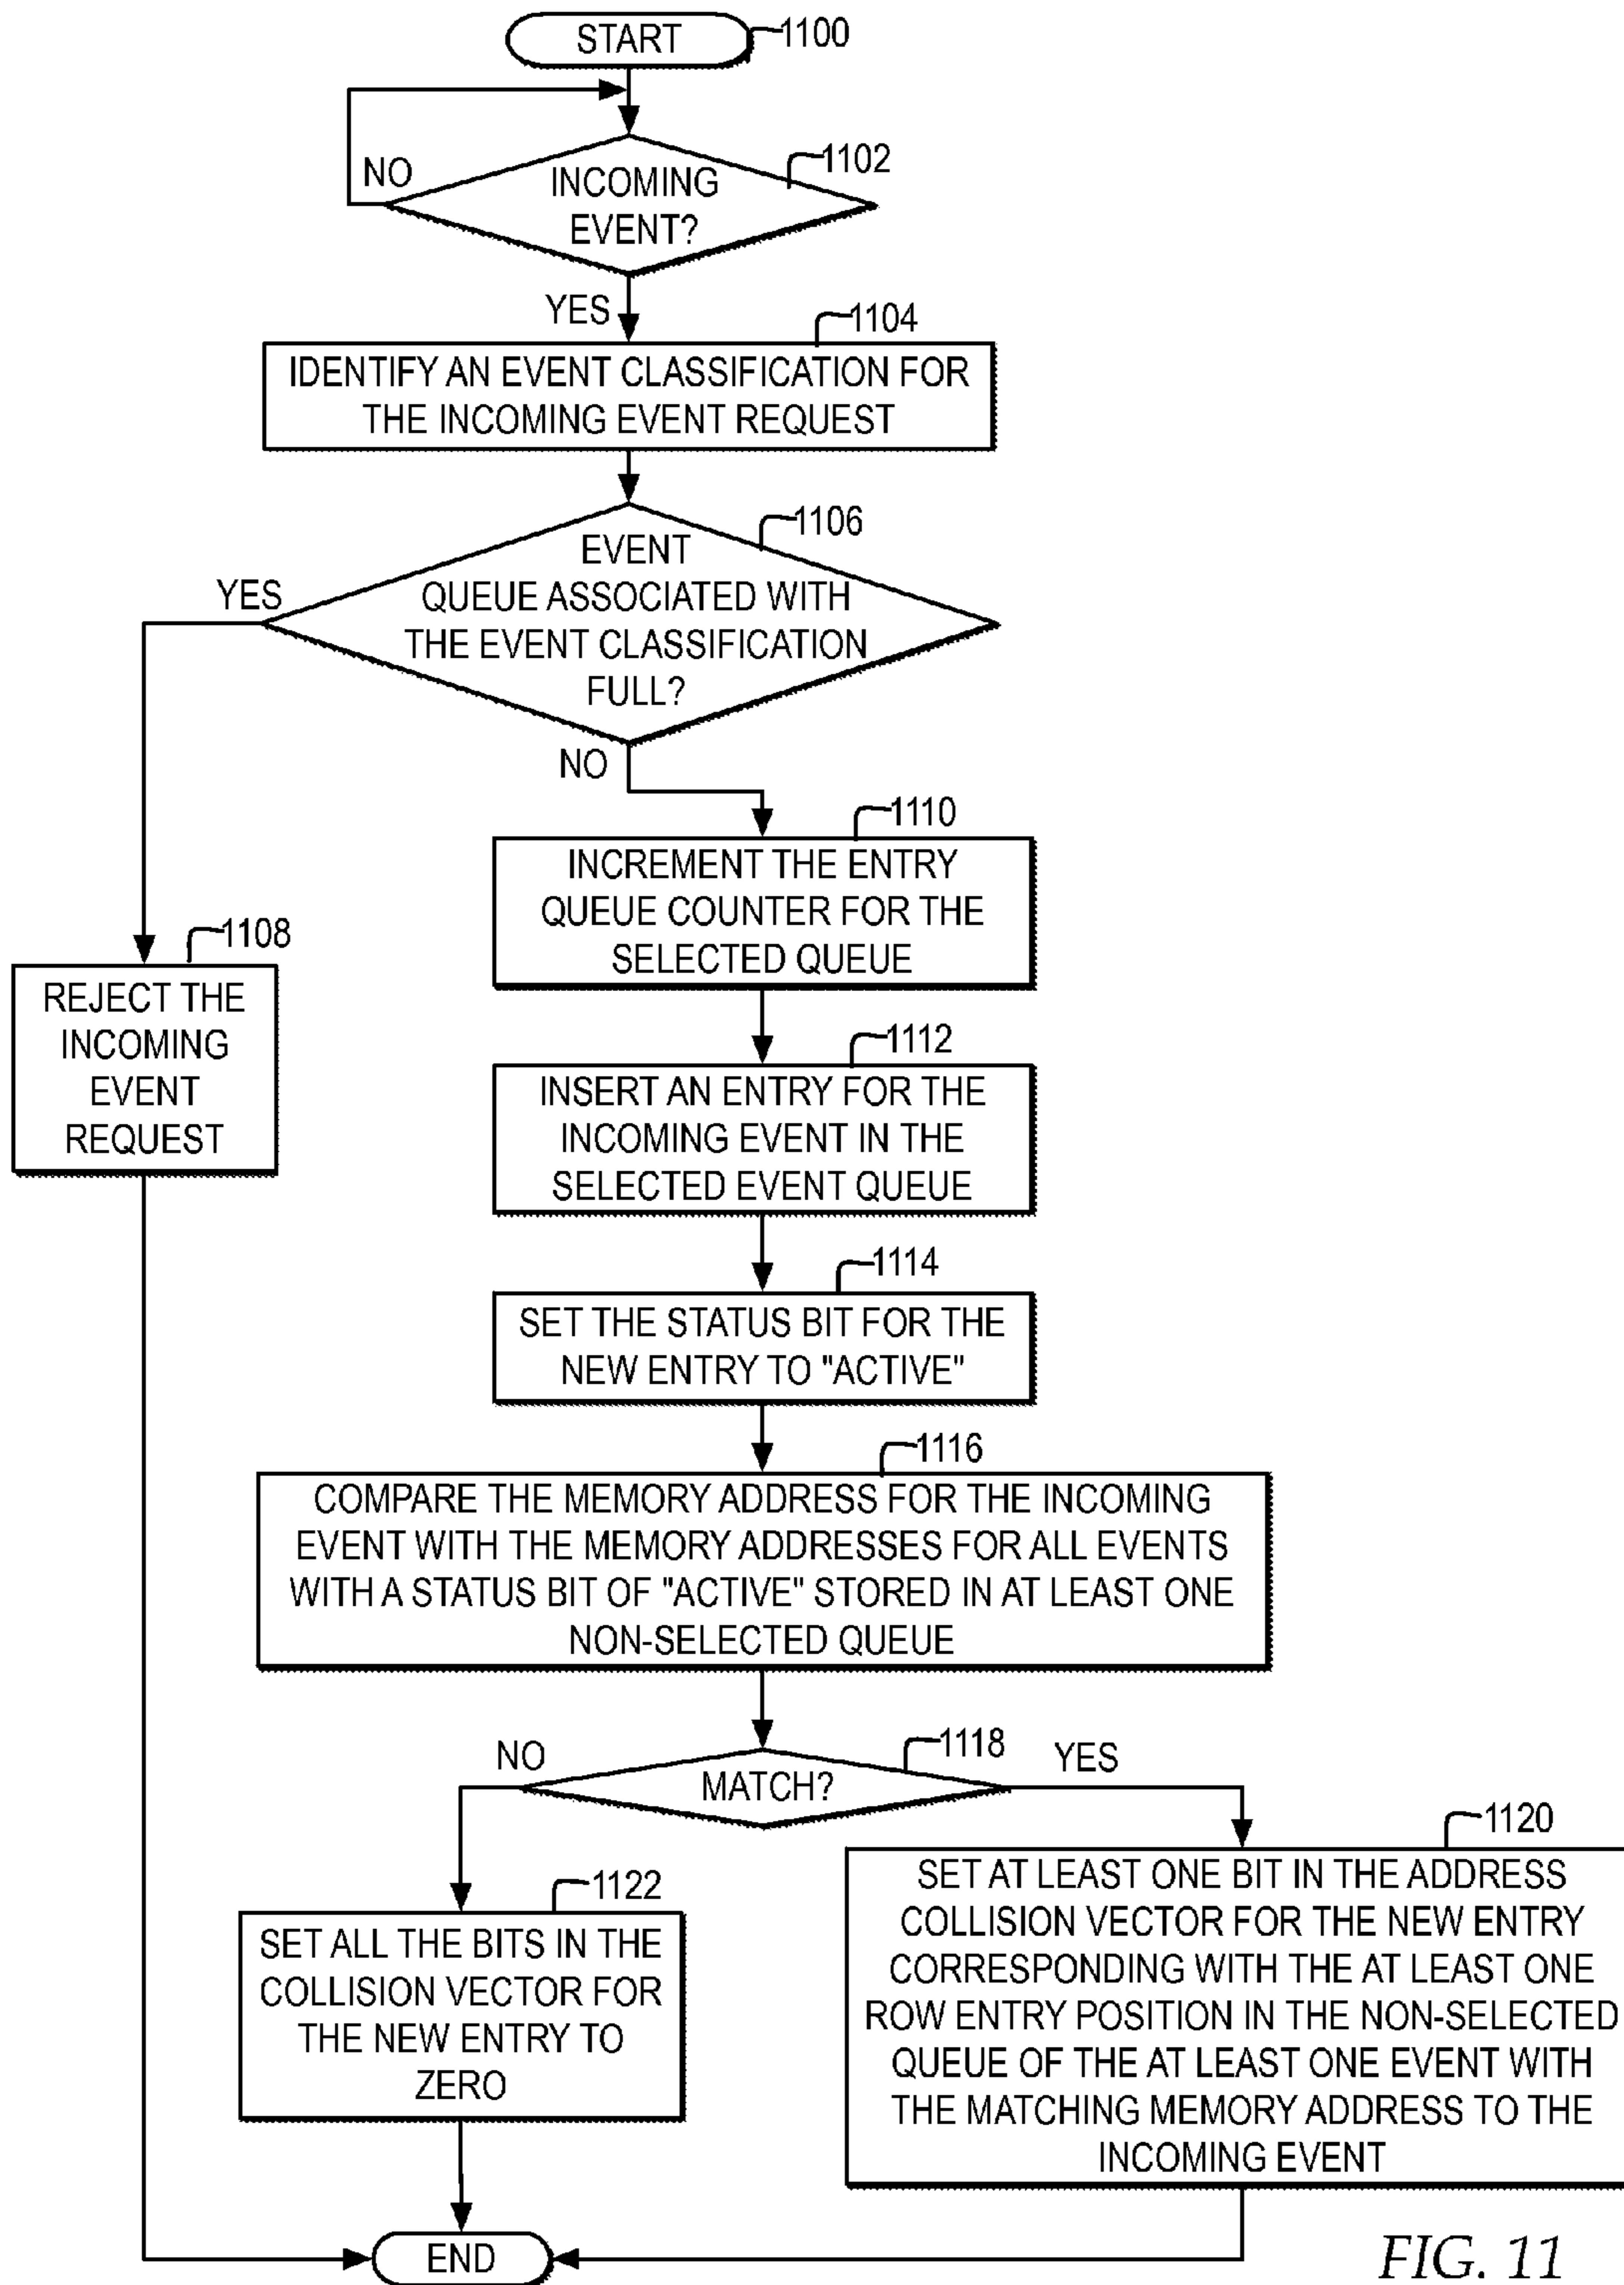 START
1100
NO
1102
INCOMING
EVENT?
YES
1104
IDENTIFY AN EVENT CLASSIFICATION FOR
THE INCOMING EVENT REQUEST
1106
EVENT
QUEUE ASSOCIATED WITH
THE EVENT CLASSIFICATION
FULL?
YES
NO
1108
REJECT THE
INCOMING
EVENT
REQUEST
1110
INCREMENT THE ENTRY
QUEUE COUNTER FOR THE
SELECTED QUEUE
1112
INSERT AN ENTRY FOR THE
INCOMING EVENT IN THE
SELECTED EVENT QUEUE
1114
SET THE STATUS BIT FOR THE
NEW ENTRY TO "ACTIVE"
1116
COMPARE THE MEMORY ADDRESS FOR THE INCOMING
EVENT WITH THE MEMORY ADDRESSES FOR ALL EVENTS
WITH A STATUS BIT OF "ACTIVE" STORED IN AT LEAST ONE
NON-SELECTED QUEUE
NO
1118
YES
MATCH?
1122
SET ALL THE BITS IN THE
COLLISION VECTOR FOR
THE NEW ENTRY TO
ZERO
1120
SET AT LEAST ONE BIT IN THE ADDRESS
COLLISION VECTOR FOR THE NEW ENTRY
CORRESPONDING WITH THE AT LEAST ONE
ROW ENTRY POSITION IN THE NON-SELECTED
QUEUE OF THE AT LEAST ONE EVENT WITH
THE MATCHING MEMORY ADDRESS TO THE
INCOMING EVENT
END
FIG. 11